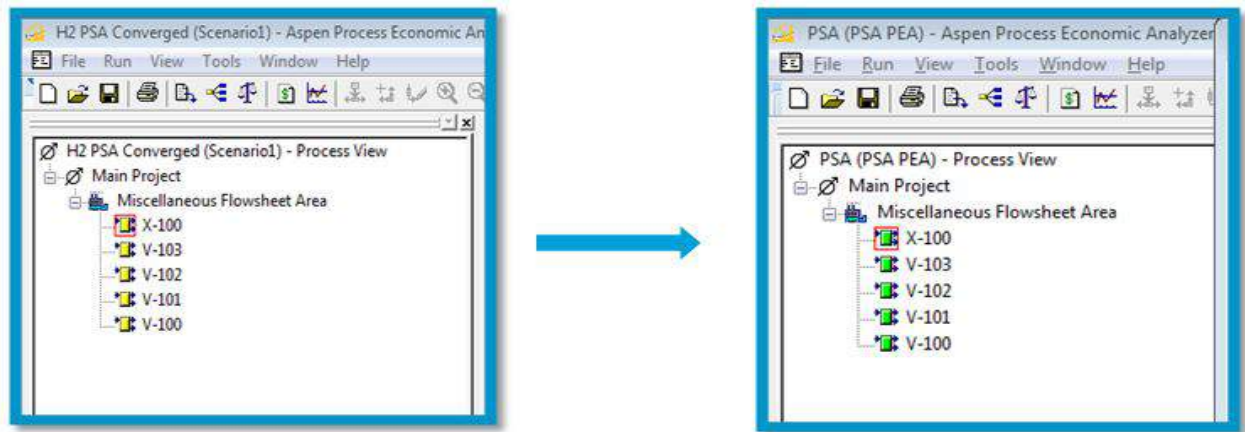 H2 PSA Converged (Scenario1) - Aspen Process Economic An
File Run View Tools Window Help
H2 PSA Converged (Scenario1) - Process View
Main Project
Miscellaneous Flowsheet Area
X-100
V-103
V-102
V-101
V-100
PSA (PSA PEA) - Aspen Process Economic Analyzer
File Run View Tools Window Help
PSA (PSA PEA) - Process View
Main Project
Miscellaneous Flowsheet Area
X-100
V-103
V-102
V-101
V-100